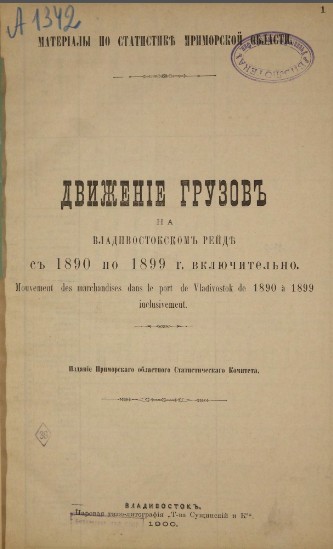 А 1342
1
МАТЕРІАЛЫ ПО СТАТИСТИКѢ ПРИМОРСКОЙ ОБЛАСТИ.
ДВИЖЕНІЕ ГРУЗОВЪ
НА
ВЛАДИВОСТОКСКОМЪ РЕЙДѢ
съ 1890 по 1899 г. включительно.
Mouvement des marchandises dans le port de Vladivostok de 1890 à 1899
inclusivement.
Изданіе Приморскаго областного Статистическаго Комитета.
ВЛАДИВОСТОКЪ.
Паровая типо-литографія „Т-ва Сущинскій и К°".
1900.